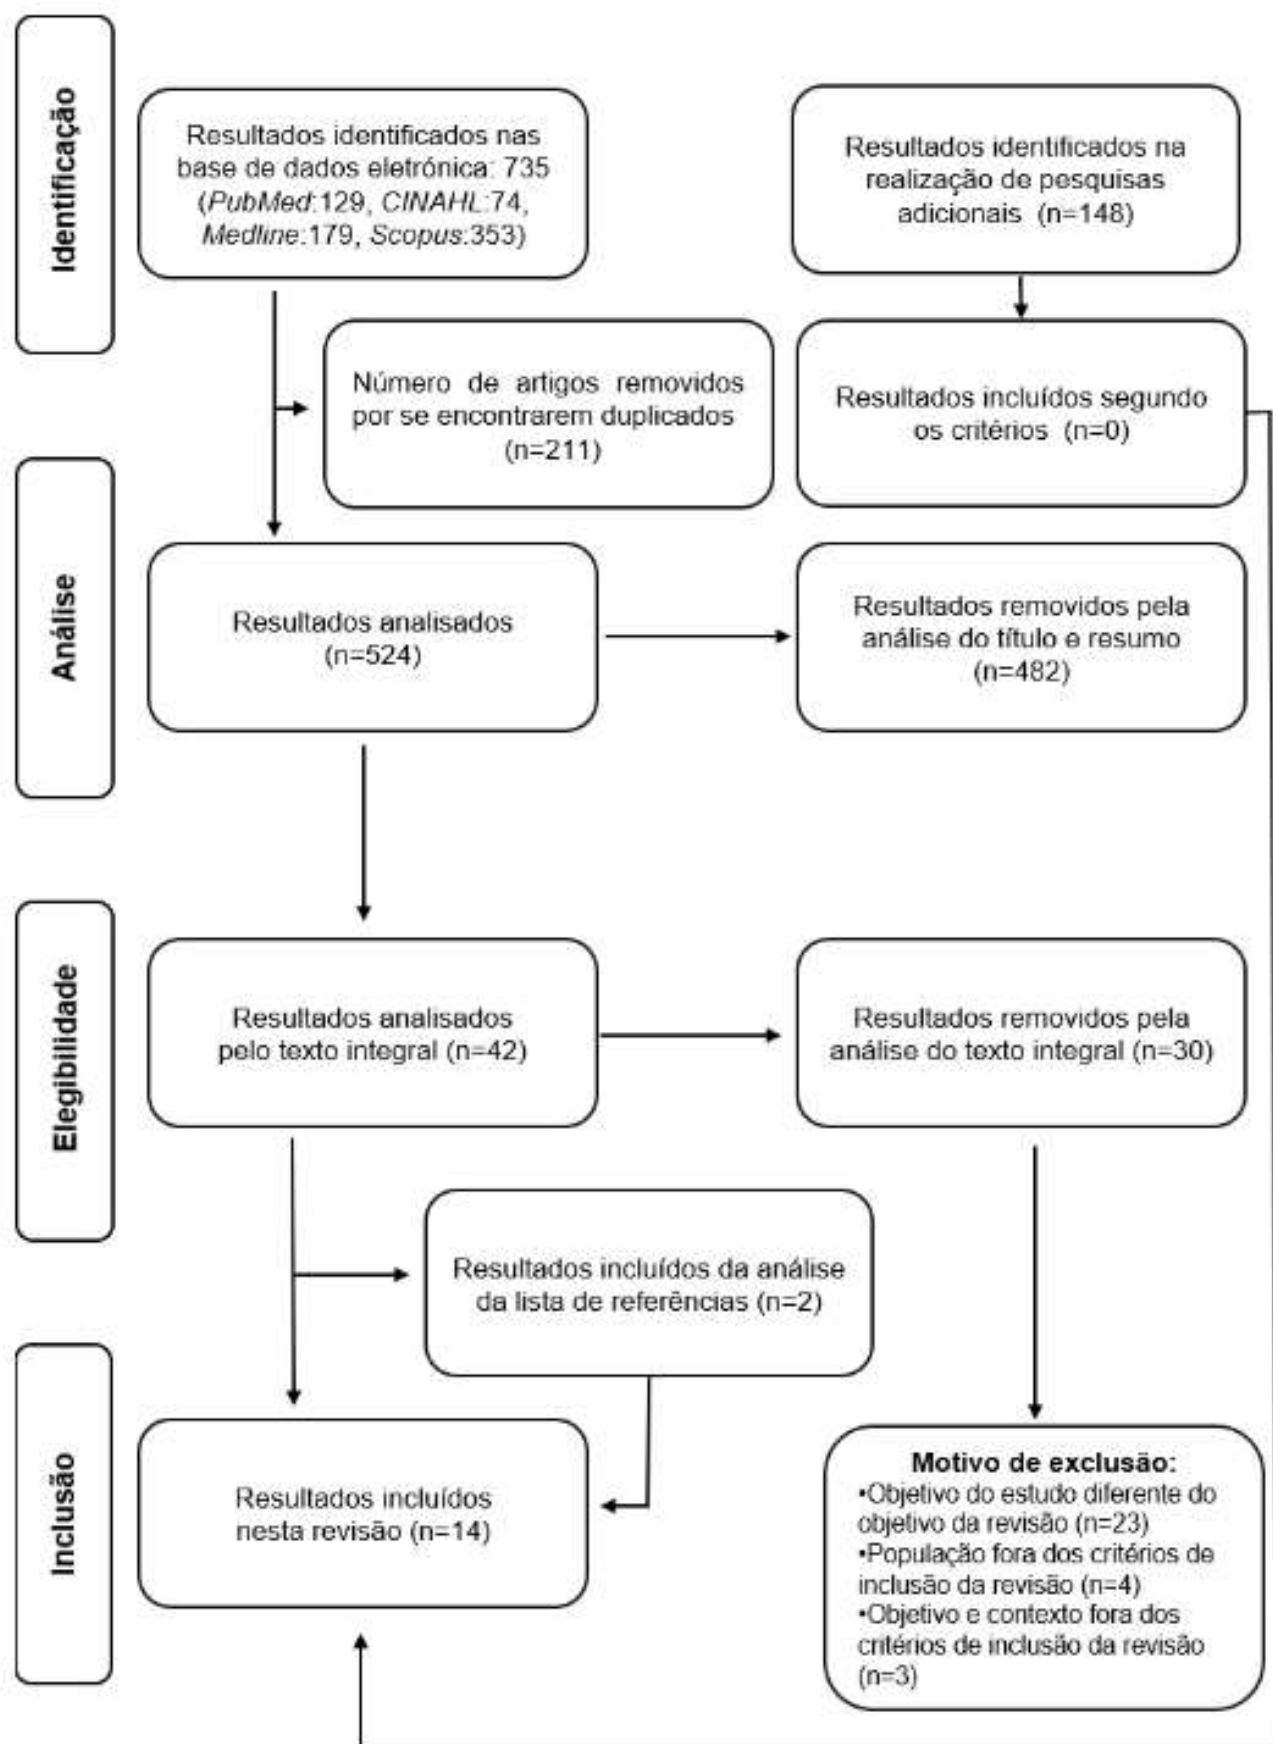 Identificação
Resultados identificados nas
base de dados eletrónica: 735
(PubMed:129, CINAHL:74,
Medline:179, Scopus:353)
Resultados identificados na
realização de pesquisas
adicionais (n=148)
Número de artigos removidos
por se encontrarem duplicados
(n=211)
Resultados incluídos segundo
os critérios (n=0)
Análise
Resultados analisados
(n=524)
Resultados removidos pela
análise do título e resumo
(n=482)
Elegibilidade
Resultados analisados
pelo texto integral (n=42)
Resultados removidos pela
análise do texto integral (n=30)
Resultados incluídos da análise
da lista de referências (n=2)
Inclusão
Resultados incluídos
nesta revisão (n=14)
Motivo de exclusão:
•Objetivo do estudo diferente do
objetivo da revisão (n=23)
•População fora dos critérios de
inclusão da revisão (n=4)
•Objetivo e contexto fora dos
critérios de inclusão da revisão
(n=3)